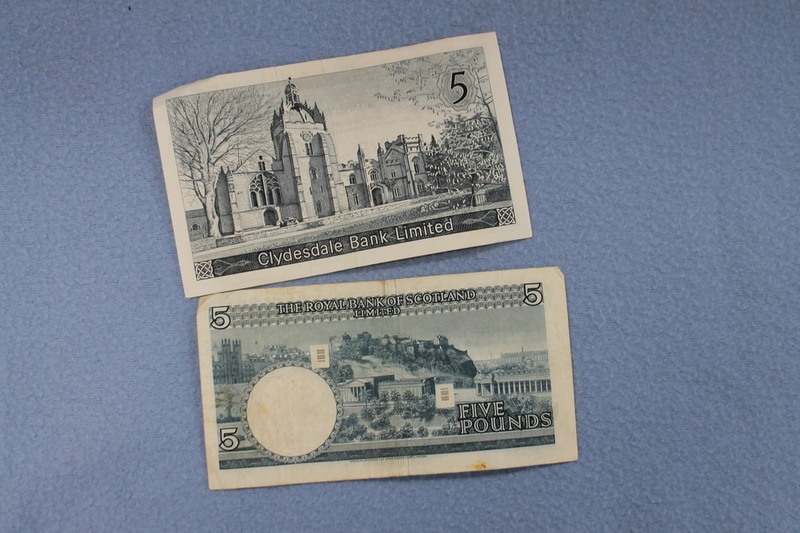 5
Clydesdale Bank Limited
5 THE ROYAL BANK OF SCOTLAND 5
LIMITED
5 FIVE
POUNDS